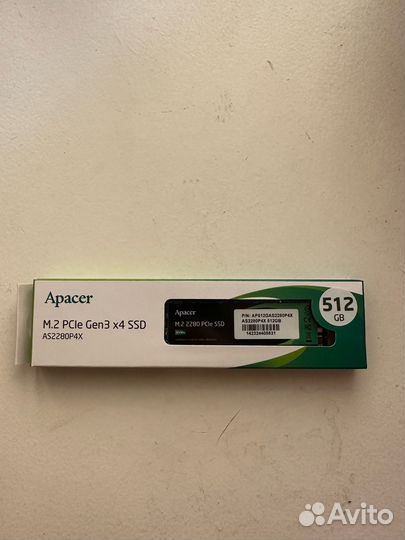 Apacer
M.2 PCIe Gen3 x4 SSD
AS2280P4X
Apacer
M.2 2280 PCIe SSD
P/N: AP512GAS2280P4X
AS2280P4X 512GB
512
GB
Avito